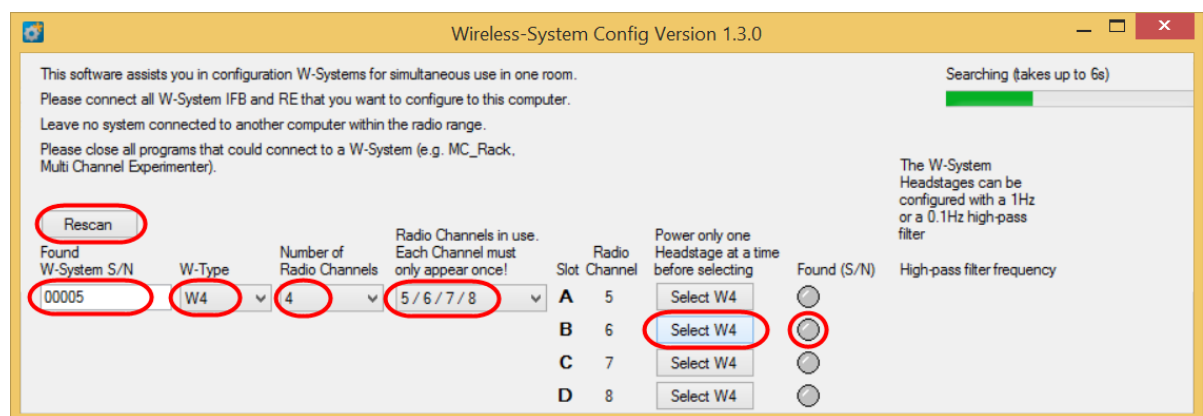 Wireless-System Config Version 1.3.0
This software assists you in configuration W-Systems for simultaneous use in one room.
Please connect all W-System IFB and RE that you want to configure to this computer.
Leave no system connected to another computer within the radio range.
Please close all programs that could connect to a W-System (e.g. MC_Rack,
Multi Channel Experimenter).
Searching (takes up to 6s)
The W-System
Headstages can be
configured with a 1Hz
or a 0.1Hz high-pass
filter
Rescan
Found
W-System S/N
W-Type
Number of
Radio Channels
Radio Channels in use.
Each Channel must
only appear once!
Slot
Radio
Channel
Power only one
Headstage at a time
before selecting
Found (S/N)
High-pass filter frequency
00005
W4
4
5 / 6 / 7 / 8
A 5 Select W4
B 6 Select W4
C 7 Select W4
D 8 Select W4